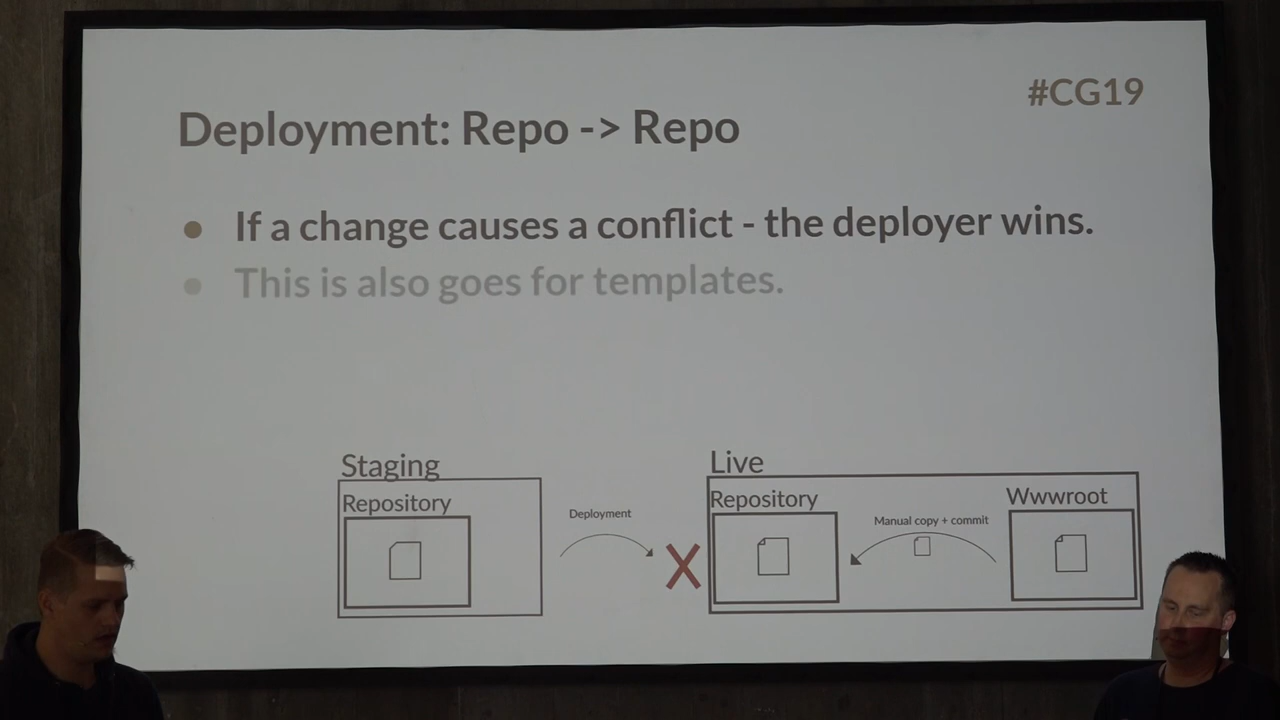 #CG19
Deployment: Repo -> Repo
If a change causes a conflict - the deployer wins.
This is also goes for templates.
Staging
Repository
Deployment
Live
Repository
Manual copy + commit
Wwwroot